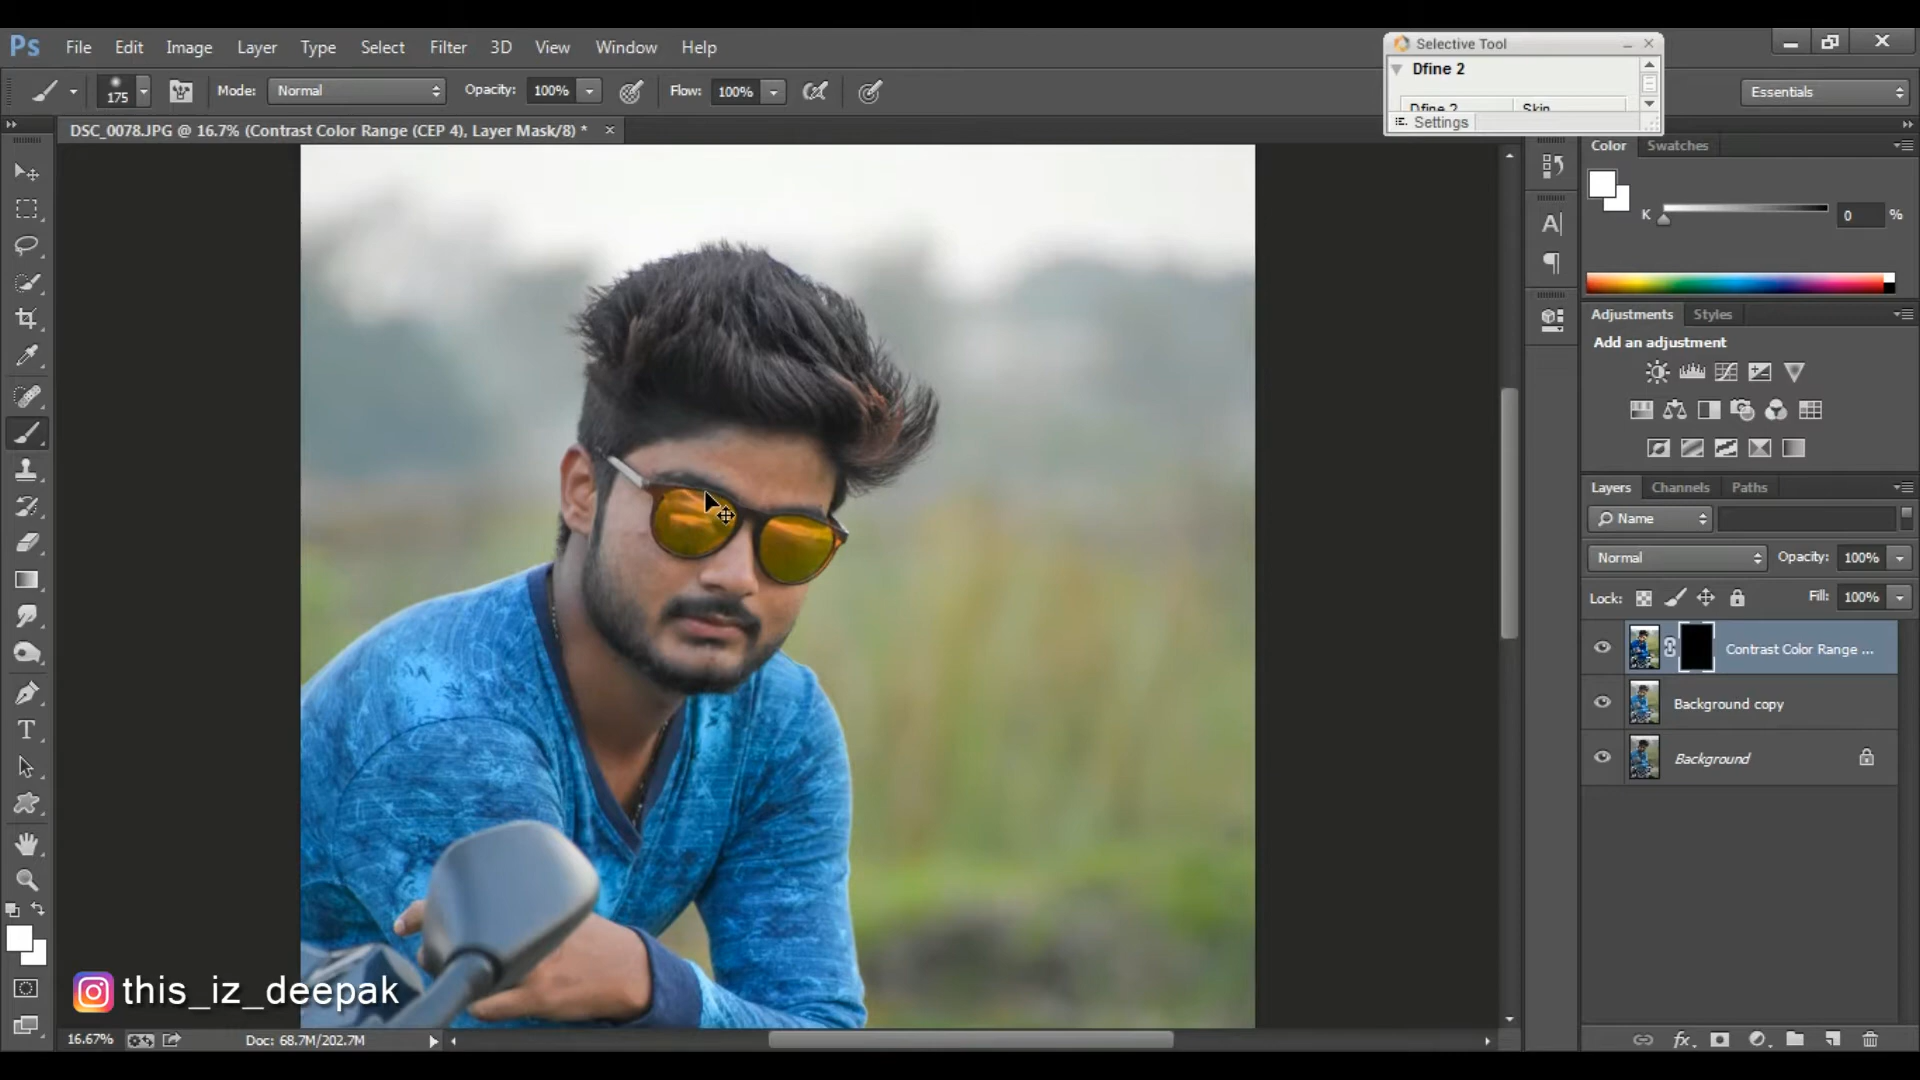 Ps File Edit Image Layer Type Select Filter 3D View Window Help
Selective Tool
Dfine 2
Dfine 2 Skin
Settings
175 Mode: Normal Opacity: 100% Flow: 100%
Essentials
DSC_0078.JPG @ 16.7% (Contrast Color Range (CEP 4), Layer Mask/8) *
Color Swatches
K 0 %
Adjustments Styles
Add an adjustment
Layers Channels Paths
Name
Normal Opacity: 100%
Lock: Fill: 100%
Contrast Color Range ...
Background copy
Background
this_iz_deepak
16.67% Doc: 68.7M/202.7M